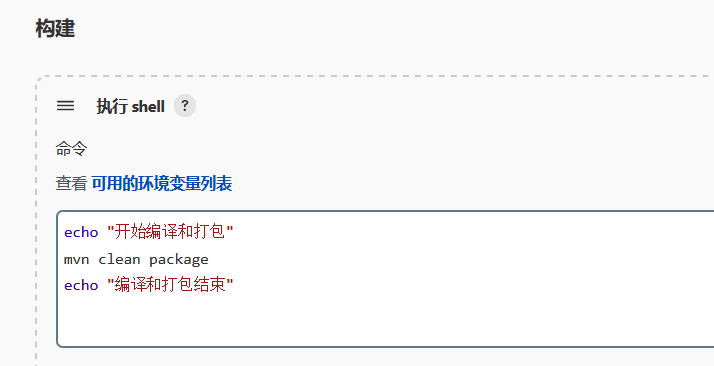 构建
执行 shell ?
命令
查看 可用的环境变量列表
echo "开始编译和打包"
mvn clean package
echo "编译和打包结束"